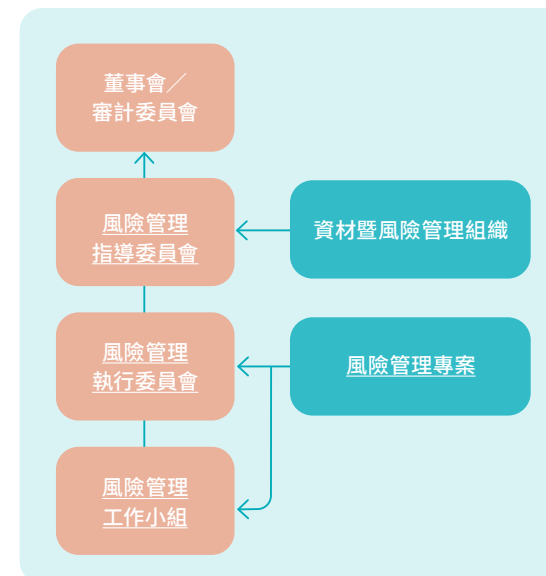 董事會／
審計委員會
風險管理
指導委員會
資材暨風險管理組織
風險管理
執行委員會
風險管理專案
風險管理
工作小組